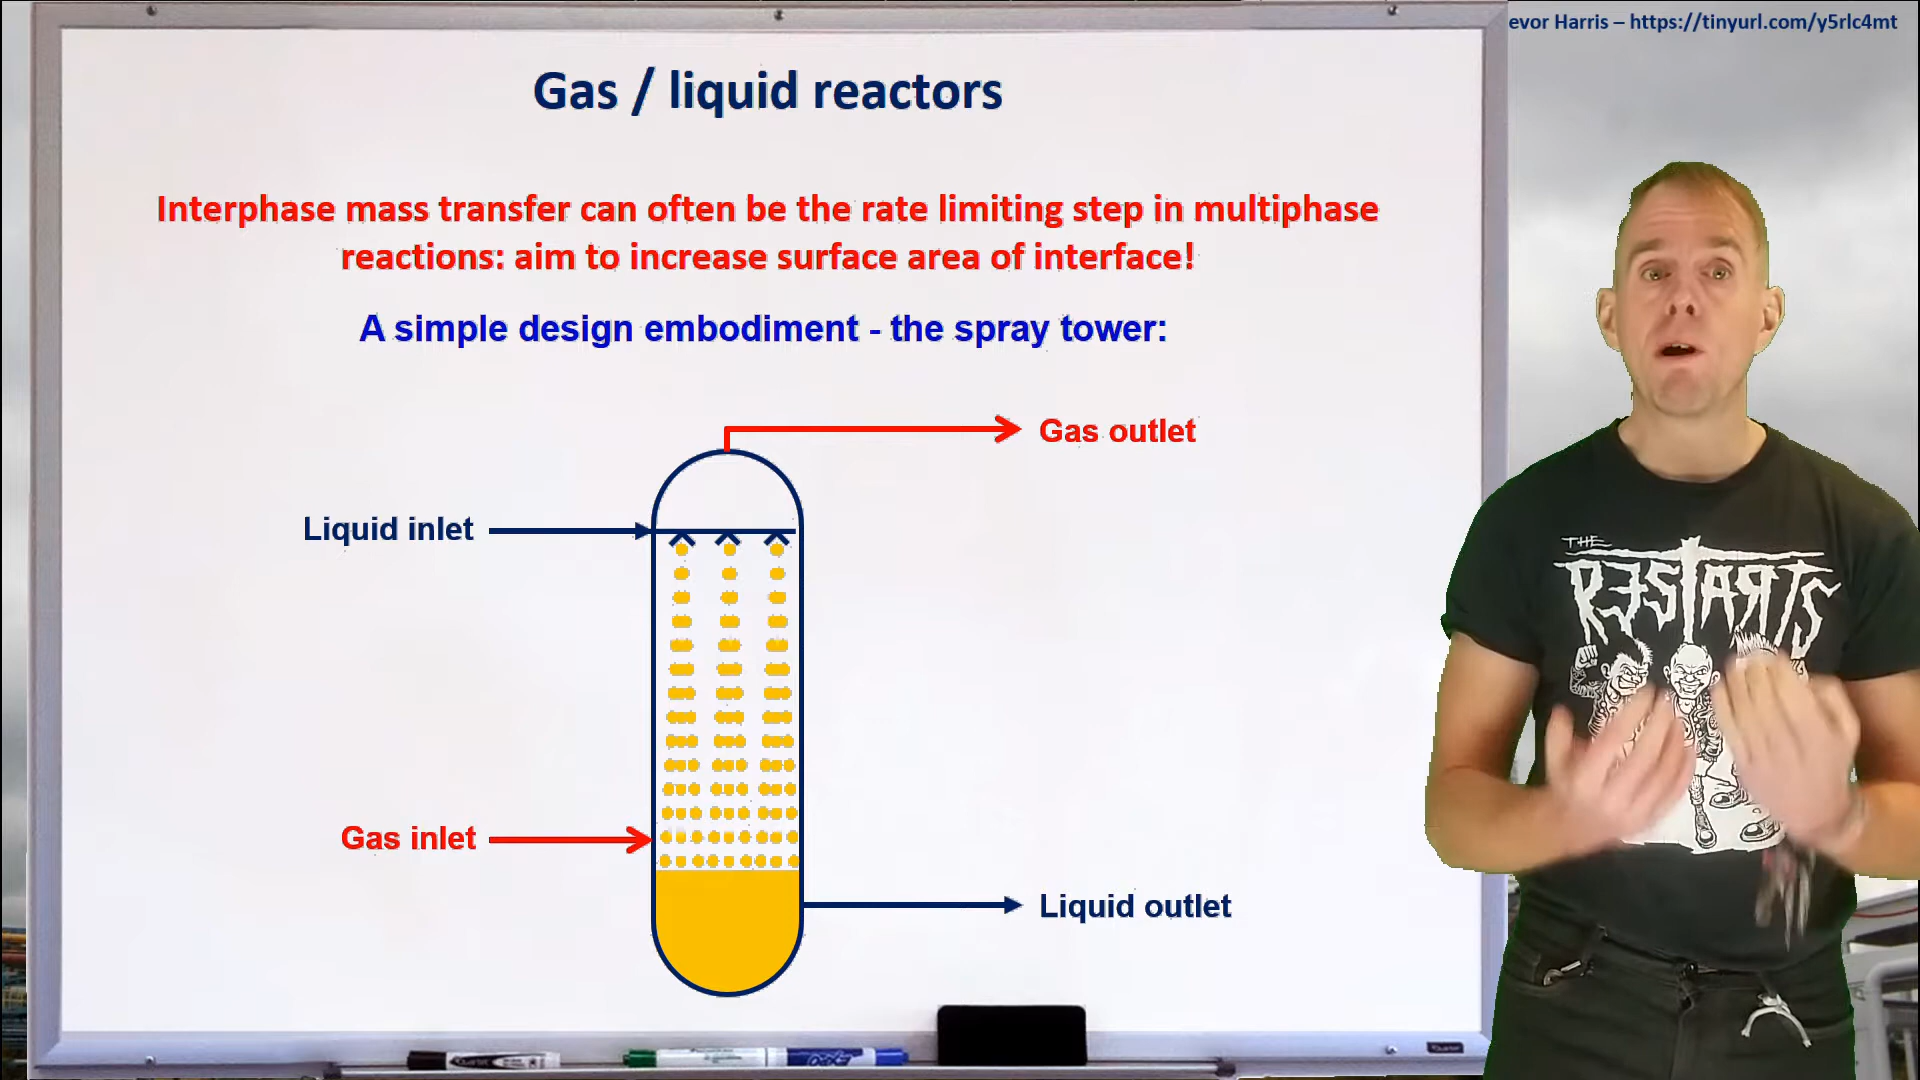 evor Harris – https://tinyurl.com/y5rlc4mt
Gas / liquid reactors
Interphase mass transfer can often be the rate limiting step in multiphase
reactions: aim to increase surface area of interface!
A simple design embodiment - the spray tower:
Gas outlet
Liquid inlet
Gas inlet
Liquid outlet
THE
RESTARTS